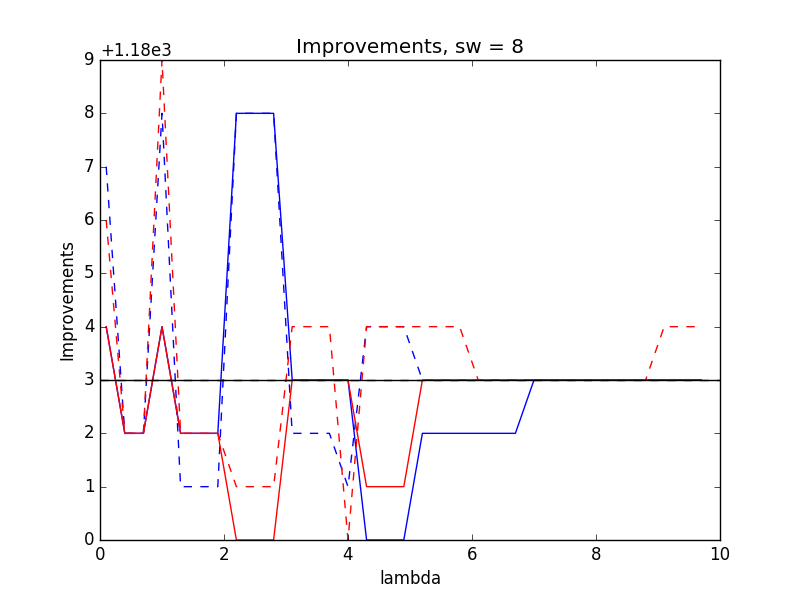 Improvements, sw = 8
+1.18e3
9
8
7
6
5
4
3
2
1
0
Improvements
0 2 4 6 8 10
lambda